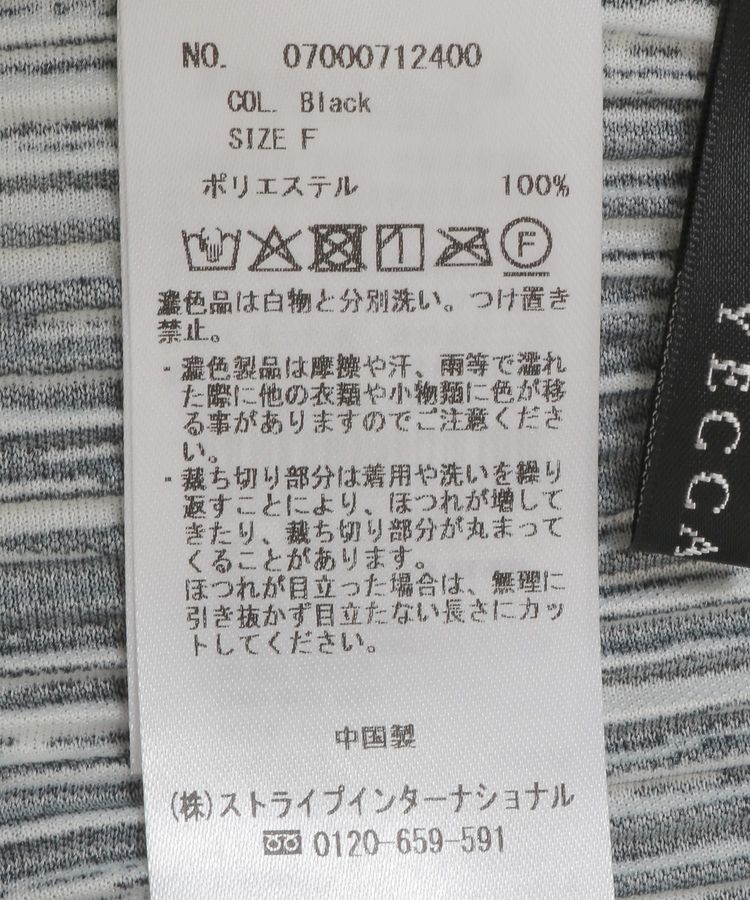 NO. 07000712400
COL. Black
SIZE F
ポリエステル 100%
F
濃色品は白物と分別洗い。つけ置き
禁止。
・濃色製品は摩擦や汗、雨等で濡れ
た際に他の衣類や小物類に色が移
る事がありますのでご注意くださ
い。
・裁ち切り部分は着用や洗いを繰り
返すことにより、ほつれが増して
きたり、裁ち切り部分が丸まって
くることがあります。
ほつれが目立った場合は、無理に
引き抜かず目立たない長さにカッ
トしてください。
中国製
(株)ストライプインターナショナル
0120-659-591
YECCA